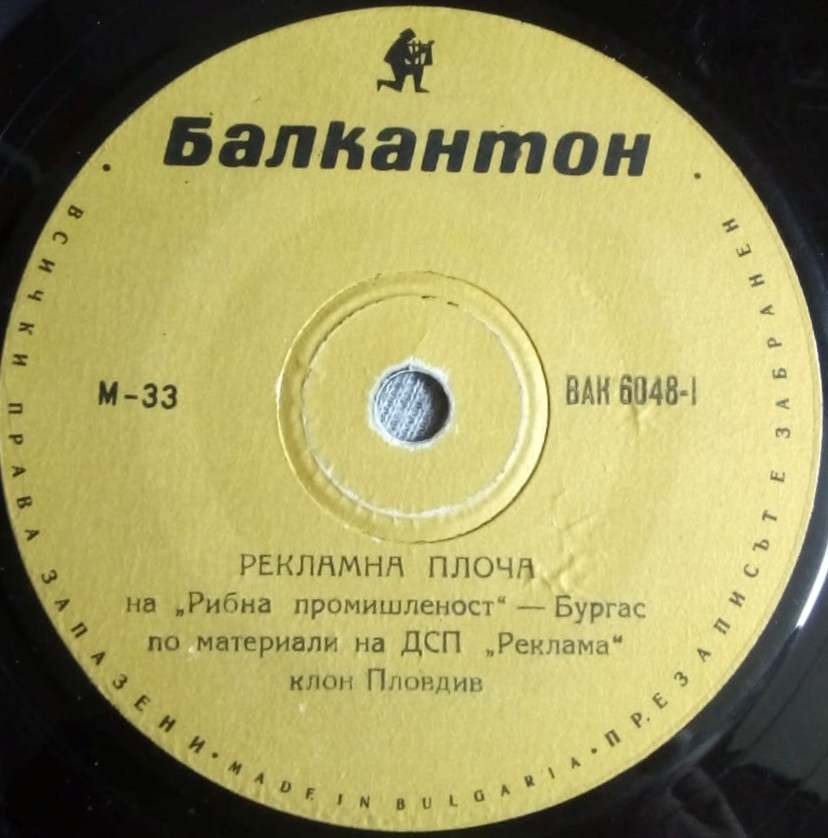 Балкантон
М-33
ВАК 6048-I
РЕКЛАМНА ПЛОЧА
на „Рибна промишленост“ — Бургас
по материали на ДСП „Реклама“
клон Пловдив
ВСИЧКИ ПРАВА ЗАПАЗЕНИ • MADE IN BULGARIA • ПРЕЗАПИСЪТ Е ЗАБРАНЕН